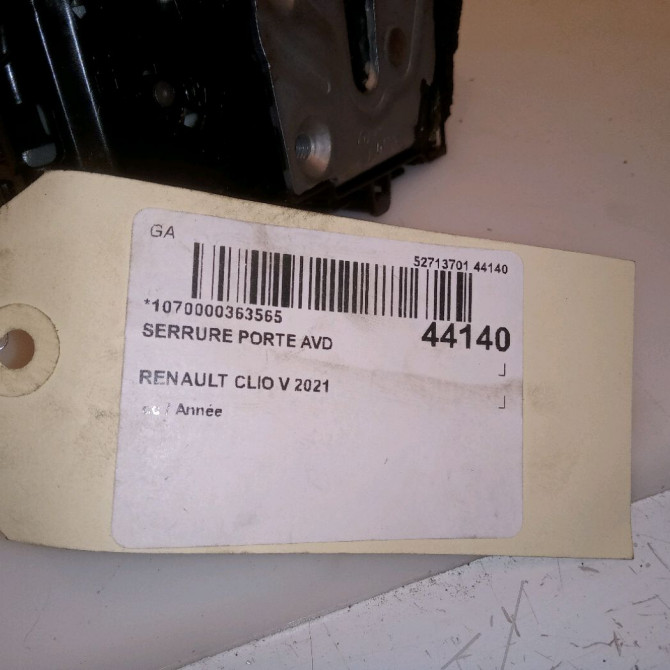 GA
52713701 44140
*1070000363565
44140
SERRURE PORTE AVD
RENAULT CLIO V 2021
/ Année